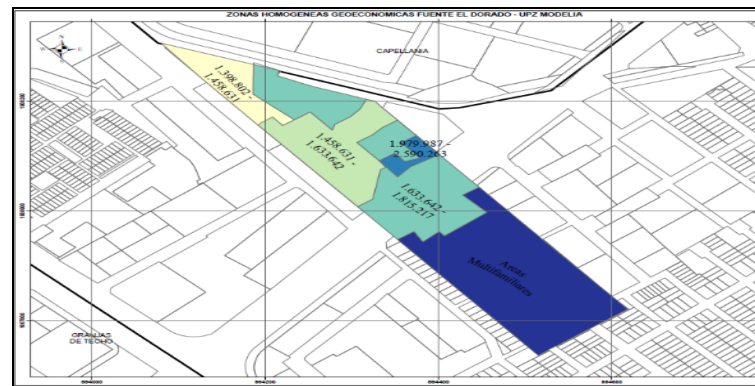 ZONAS HOMOGENEAS GEOECONOMICAS FUENTE EL DORADO - UPZ MODELIA
CAPELLANIA
1.398.802 -
1.458.631
1.458.631 -
1.633.642
1.979.987 -
2.590.263
1.633.642 -
1.815.217
Areas
Multifamiliares
GRANJAS
DE TECHO